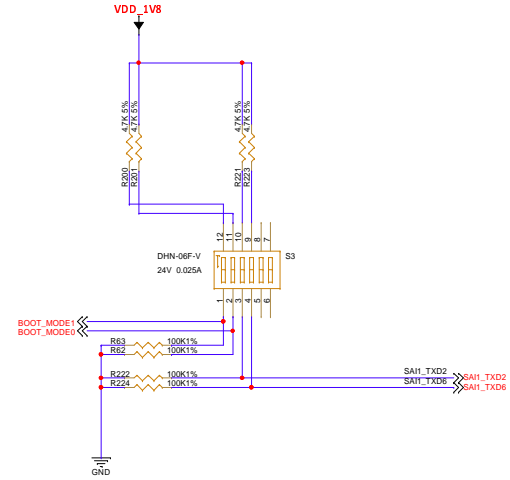 VDD_1V8
4.7K 5%
4.7K 5%
4.7K 5%
4.7K 5%
R200
R201
R221
R223
12
11
10
9
8
7
DHN-06F-V
S3
24V 0.025A
1
2
3
4
5
6
BOOT_MODE1
BOOT_MODE0
R63 100K1%
R62 100K1%
R222 100K1%
R224 100K1%
SAI1_TXD2 SAI1_TXD2
SAI1_TXD6 SAI1_TXD6
GND